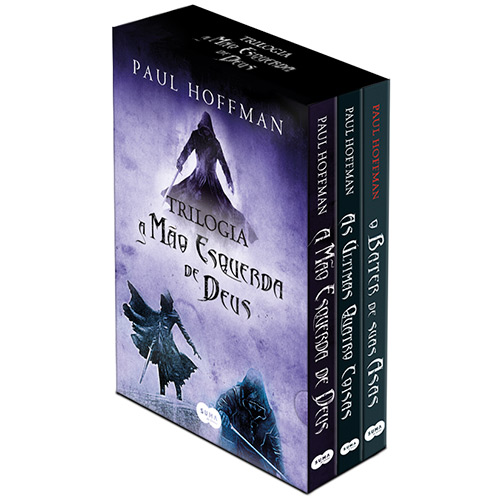 TRILOGIA
A MÃO ESQUERDA
DE DEUS
PAUL HOFFMAN
TRILOGIA
A MÃO ESQUERDA
DE DEUS
SUMA
PAUL HOFFMAN
A MÃO ESQUERDA DE DEUS
SUMA
PAUL HOFFMAN
AS ÚLTIMAS QUATRO COISAS
SUMA
PAUL HOFFMAN
O BATER DE SUAS ASAS
SUMA